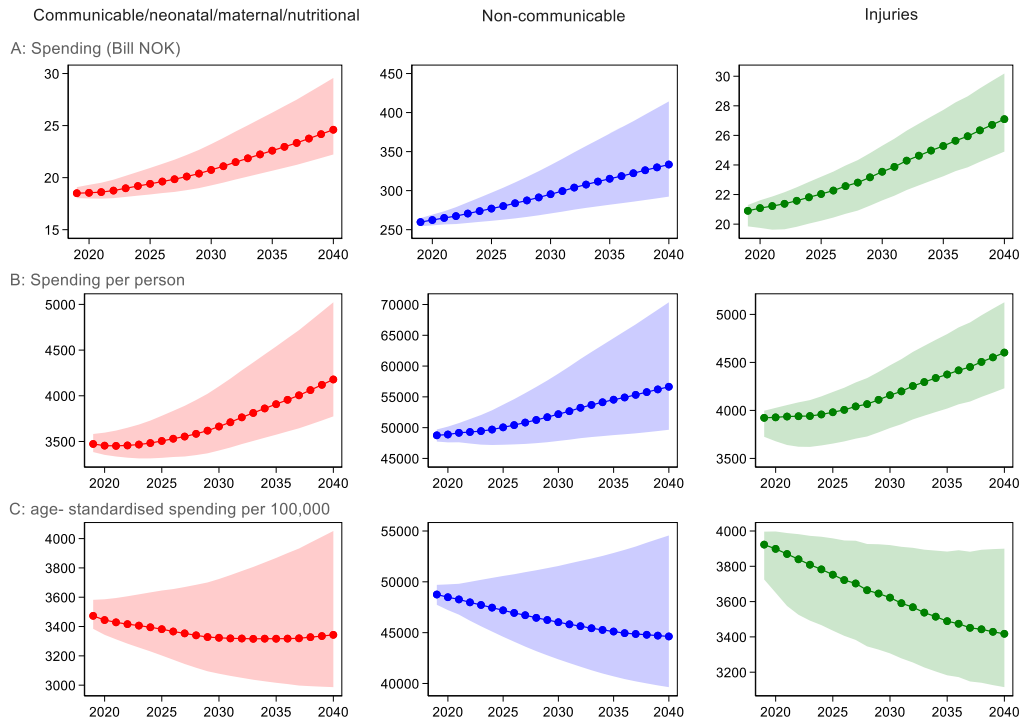 Communicable/neonatal/maternal/nutritional Non-communicable Injuries
A: Spending (Bill NOK)
30 450 30
28
25 400 26
350 24
20 300 22
15 250 20
2020 2025 2030 2035 2040 2020 2025 2030 2035 2040 2020 2025 2030 2035 2040
B: Spending per person
5000 70000 5000
65000
4500 60000 4500
4000 55000 4000
3500 50000
45000 3500
2020 2025 2030 2035 2040 2020 2025 2030 2035 2040 2020 2025 2030 2035 2040
C: age- standardised spending per 100,000
4000 55000 4000
3800 50000 3800
3600 3600
3400 45000 3400
3200 3200
3000 40000
2020 2025 2030 2035 2040 2020 2025 2030 2035 2040 2020 2025 2030 2035 2040